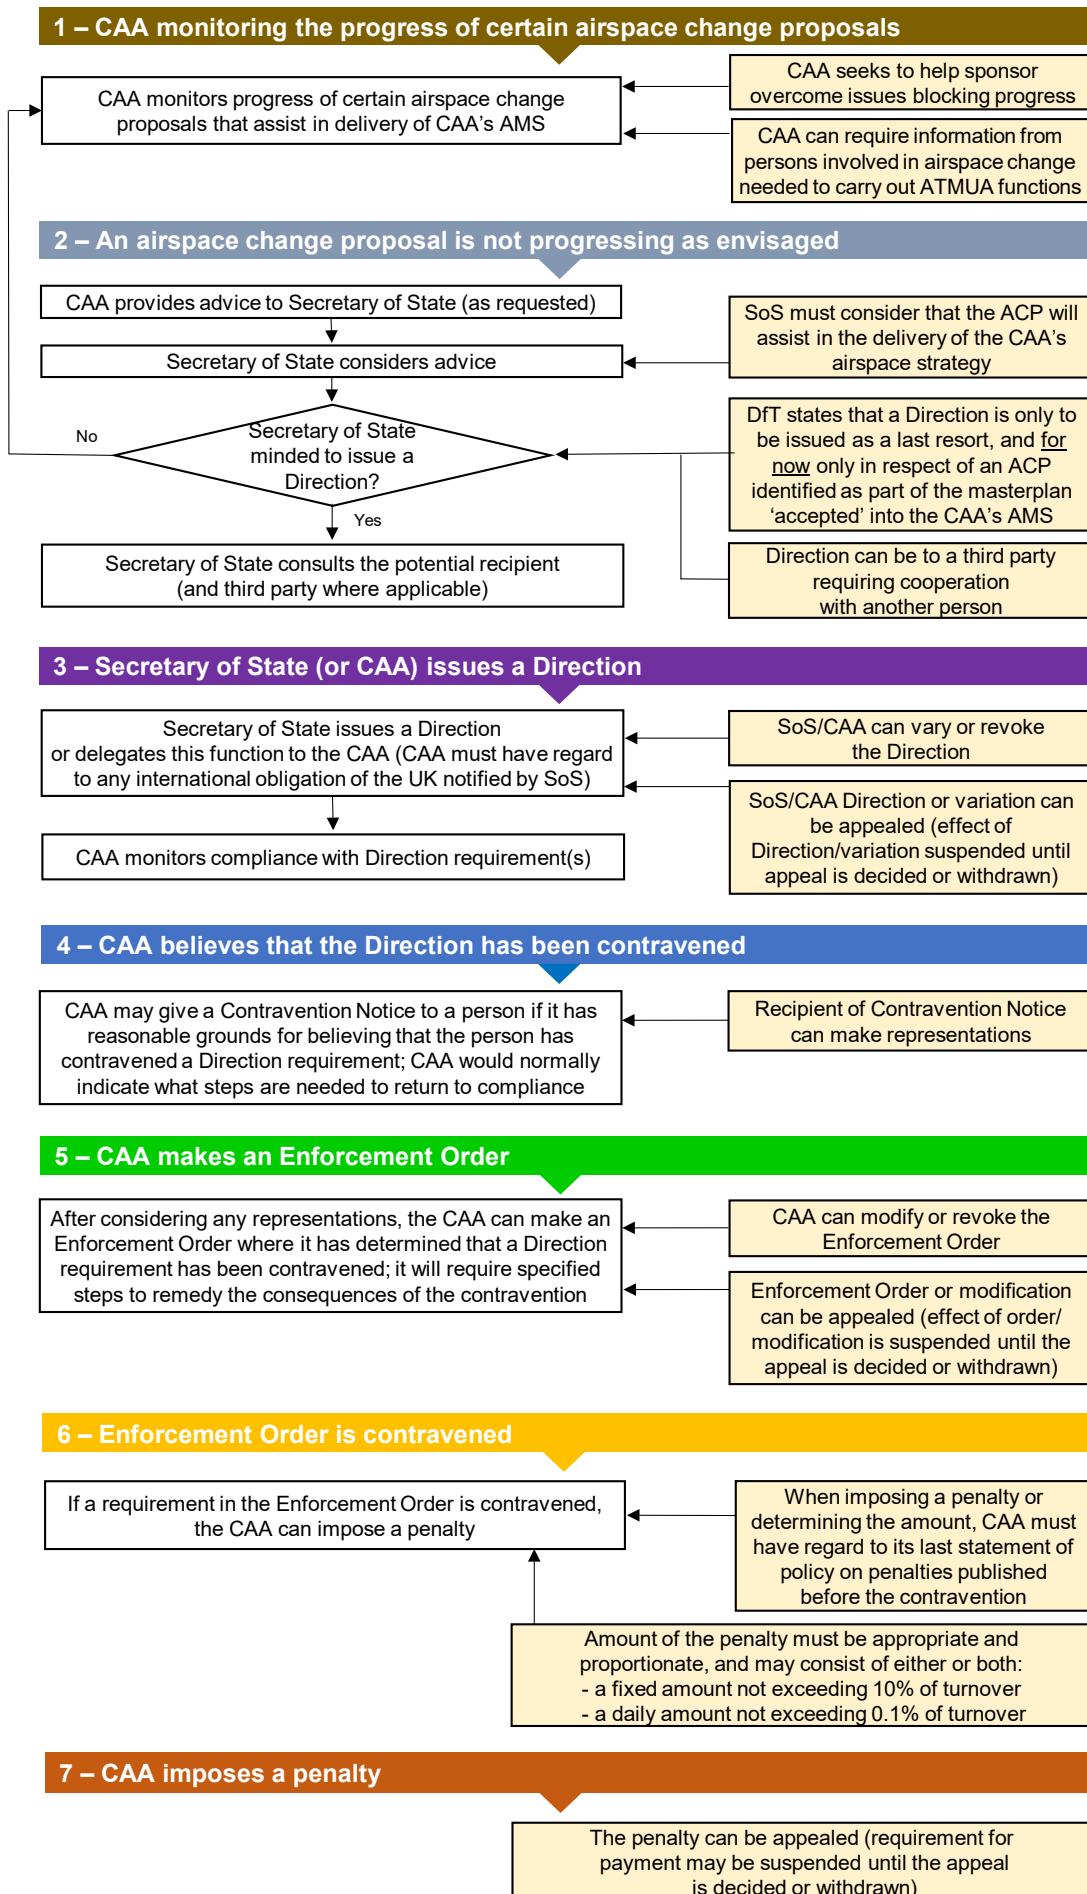 1 – CAA monitoring the progress of certain airspace change proposals
CAA monitors progress of certain airspace change
proposals that assist in delivery of CAA’s AMS
CAA seeks to help sponsor
overcome issues blocking progress
CAA can require information from
persons involved in airspace change
needed to carry out ATMUA functions
2 – An airspace change proposal is not progressing as envisaged
CAA provides advice to Secretary of State (as requested)
Secretary of State considers advice
SoS must consider that the ACP will
assist in the delivery of the CAA’s
airspace strategy
No
Secretary of State
minded to issue a
Direction?
Yes
DfT states that a Direction is only to
be issued as a last resort, and for
now only in respect of an ACP
identified as part of the masterplan
‘accepted’ into the CAA’s AMS
Secretary of State consults the potential recipient
(and third party where applicable)
Direction can be to a third party
requiring cooperation
with another person
3 – Secretary of State (or CAA) issues a Direction
Secretary of State issues a Direction
or delegates this function to the CAA (CAA must have regard
to any international obligation of the UK notified by SoS)
SoS/CAA can vary or revoke
the Direction
SoS/CAA Direction or variation can
be appealed (effect of
Direction/variation suspended until
appeal is decided or withdrawn)
CAA monitors compliance with Direction requirement(s)
4 – CAA believes that the Direction has been contravened
CAA may give a Contravention Notice to a person if it has
reasonable grounds for believing that the person has
contravened a Direction requirement; CAA would normally
indicate what steps are needed to return to compliance
Recipient of Contravention Notice
can make representations
5 – CAA makes an Enforcement Order
After considering any representations, the CAA can make an
Enforcement Order where it has determined that a Direction
requirement has been contravened; it will require specified
steps to remedy the consequences of the contravention
CAA can modify or revoke the
Enforcement Order
Enforcement Order or modification
can be appealed (effect of order/
modification is suspended until the
appeal is decided or withdrawn)
6 – Enforcement Order is contravened
If a requirement in the Enforcement Order is contravened,
the CAA can impose a penalty
When imposing a penalty or
determining the amount, CAA must
have regard to its last statement of
policy on penalties published
before the contravention
Amount of the penalty must be appropriate and
proportionate, and may consist of either or both:
- a fixed amount not exceeding 10% of turnover
- a daily amount not exceeding 0.1% of turnover
7 – CAA imposes a penalty
The penalty can be appealed (requirement for
payment may be suspended until the appeal
is decided or withdrawn)